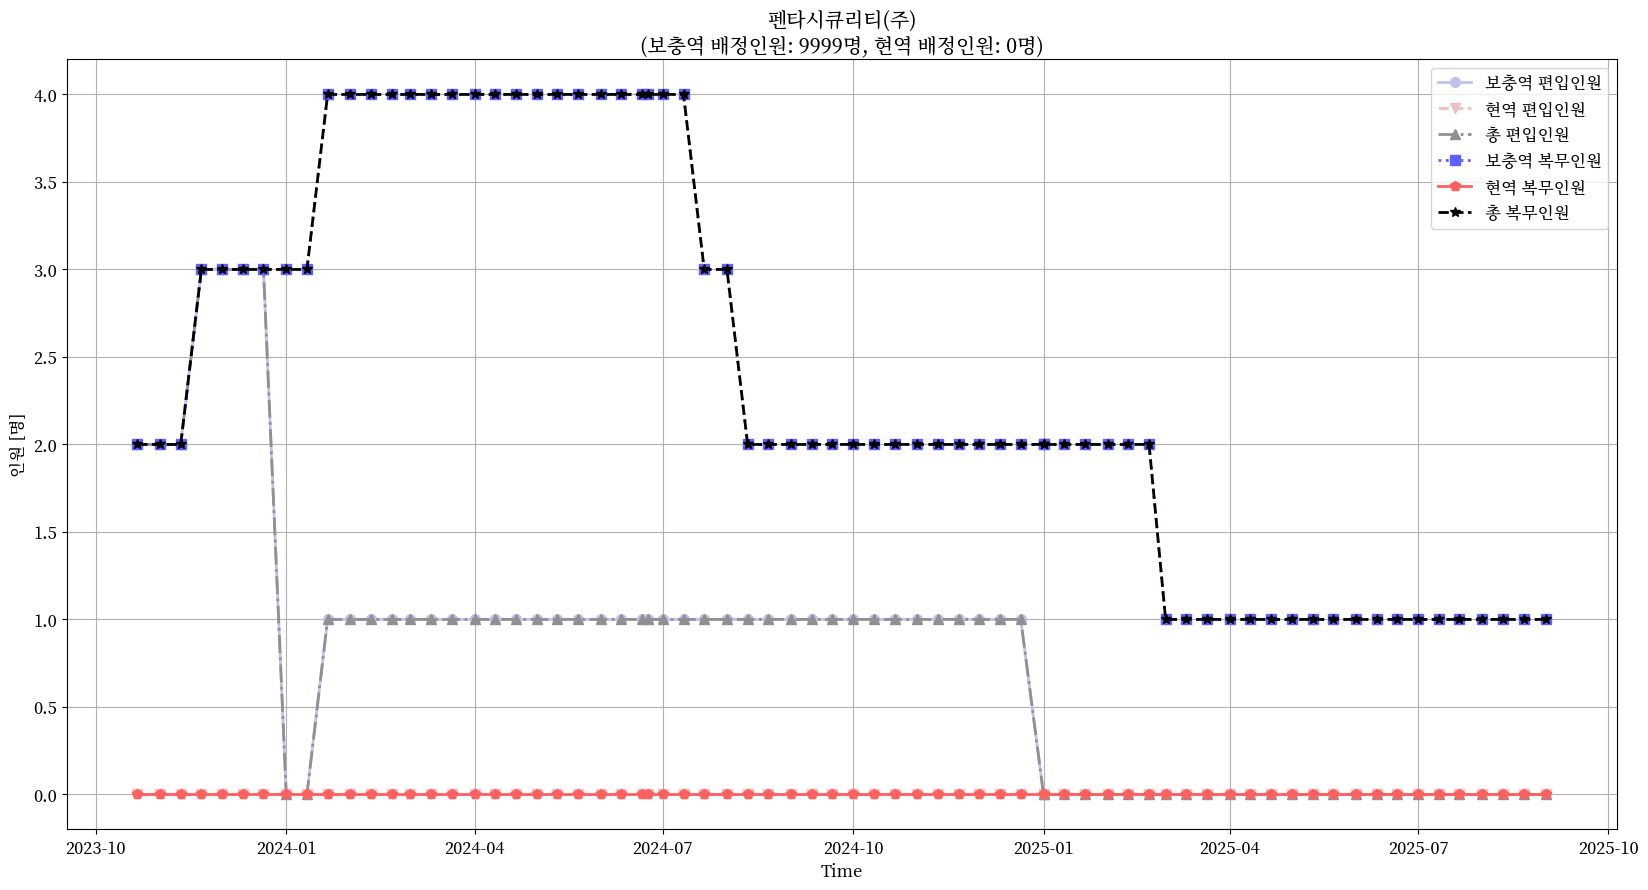 펜타시큐리티(주)
(보충역 배정인원: 9999명, 현역 배정인원: 0명)
보충역 편입인원
현역 편입인원
총 편입인원
보충역 복무인원
현역 복무인원
총 복무인원
인원 [명]
4.0
3.5
3.0
2.5
2.0
1.5
1.0
0.5
0.0
2023-10
2024-01
2024-04
2024-07
2024-10
2025-01
2025-04
2025-07
2025-10
Time